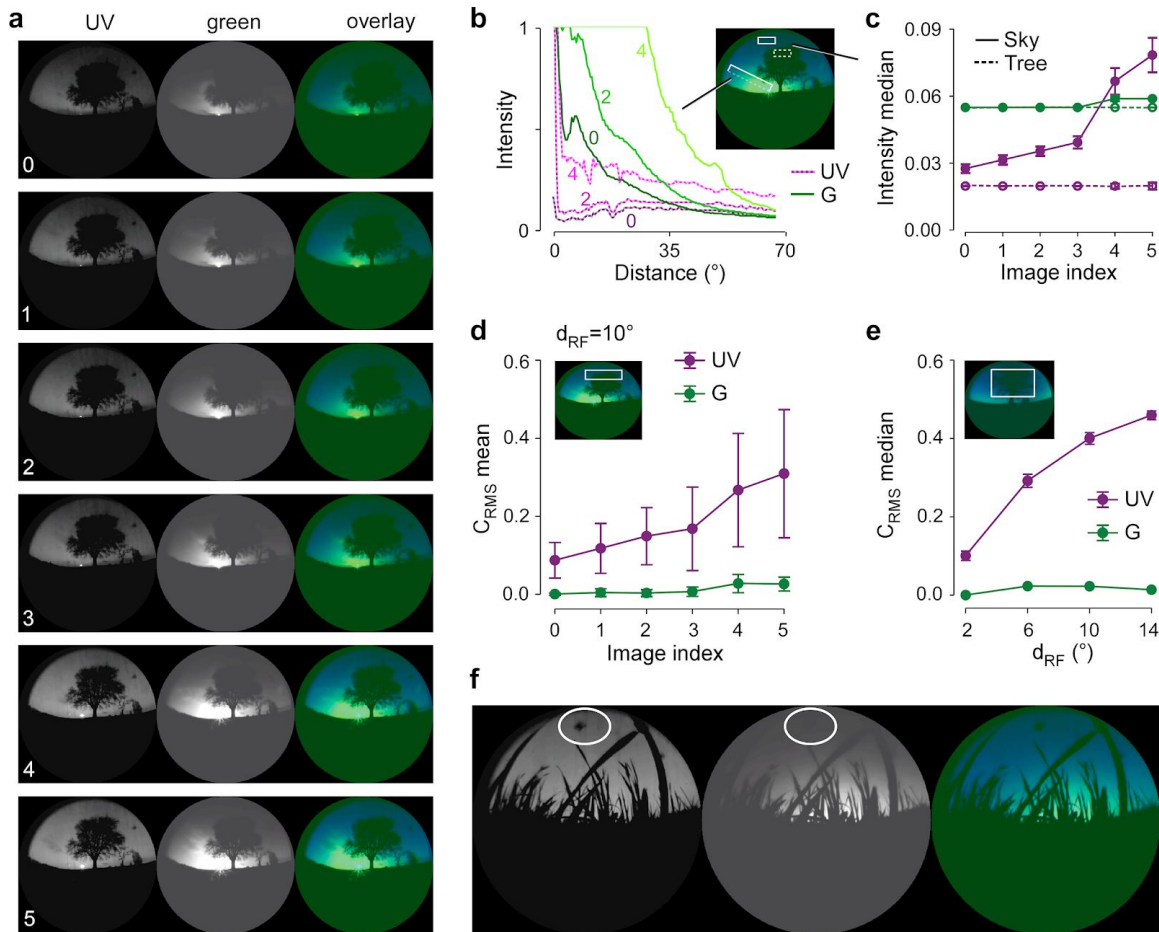 a
UV green overlay
0
1
2
3
4
5
b
Intensity
1
0
0 35 70
Distance (°)
4
2
0
4
2
0
UV
G
c
Intensity median
0.09
0.06
0.03
0.00
Sky
Tree
0 1 2 3 4 5
Image index
d
d_RF=10°
C_RMS mean
0.6
0.4
0.2
0.0
UV
G
0 1 2 3 4 5
Image index
e
C_RMS median
0.6
0.4
0.2
0.0
UV
G
2 6 10 14
d_RF (°)
f